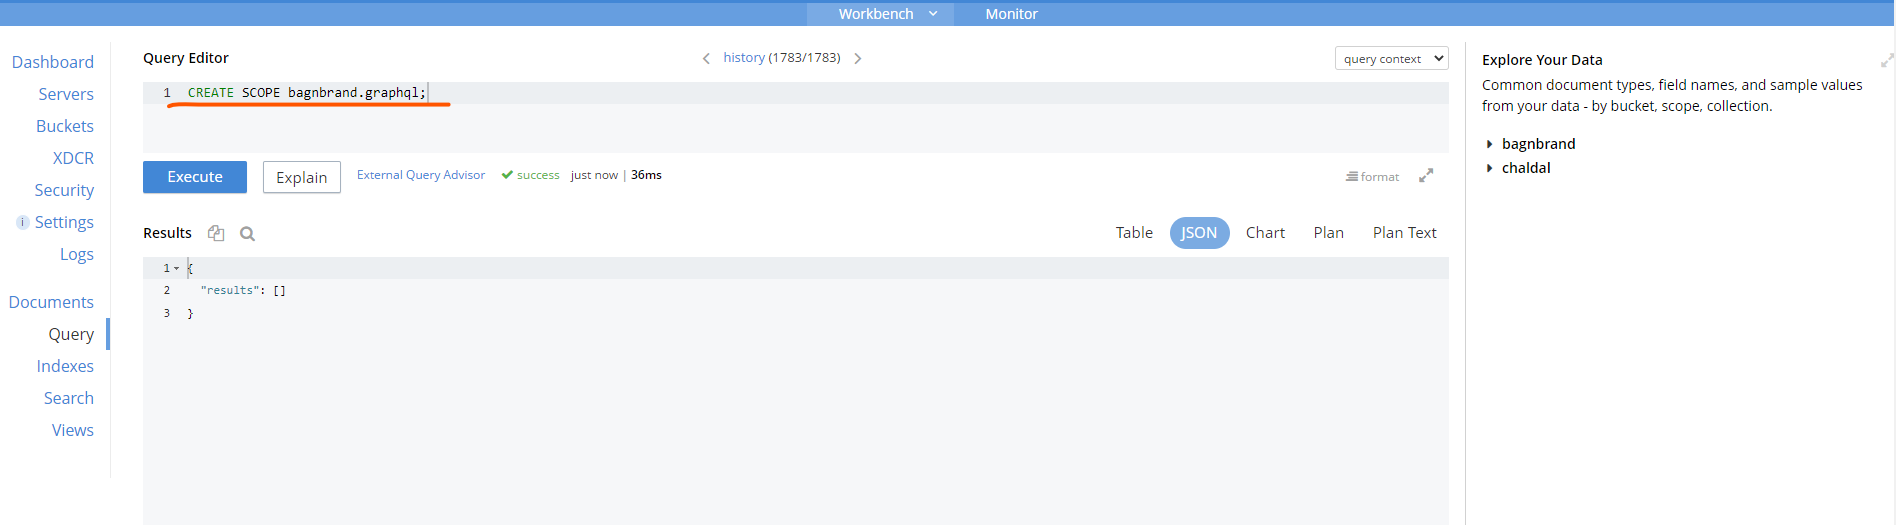 Workbench Monitor
Dashboard
Servers
Buckets
XDCR
Security
i Settings
Logs
Documents
Query
Indexes
Search
Views
Query Editor
history (1783/1783)
query context
1 CREATE SCOPE bagnbrand.graphql;
Execute Explain External Query Advisor success just now | 36ms format
Results Table JSON Chart Plan Plan Text
1 {
2 "results": []
3 }
Explore Your Data
Common document types, field names, and sample values
from your data - by bucket, scope, collection.
bagnbrand
chaldal